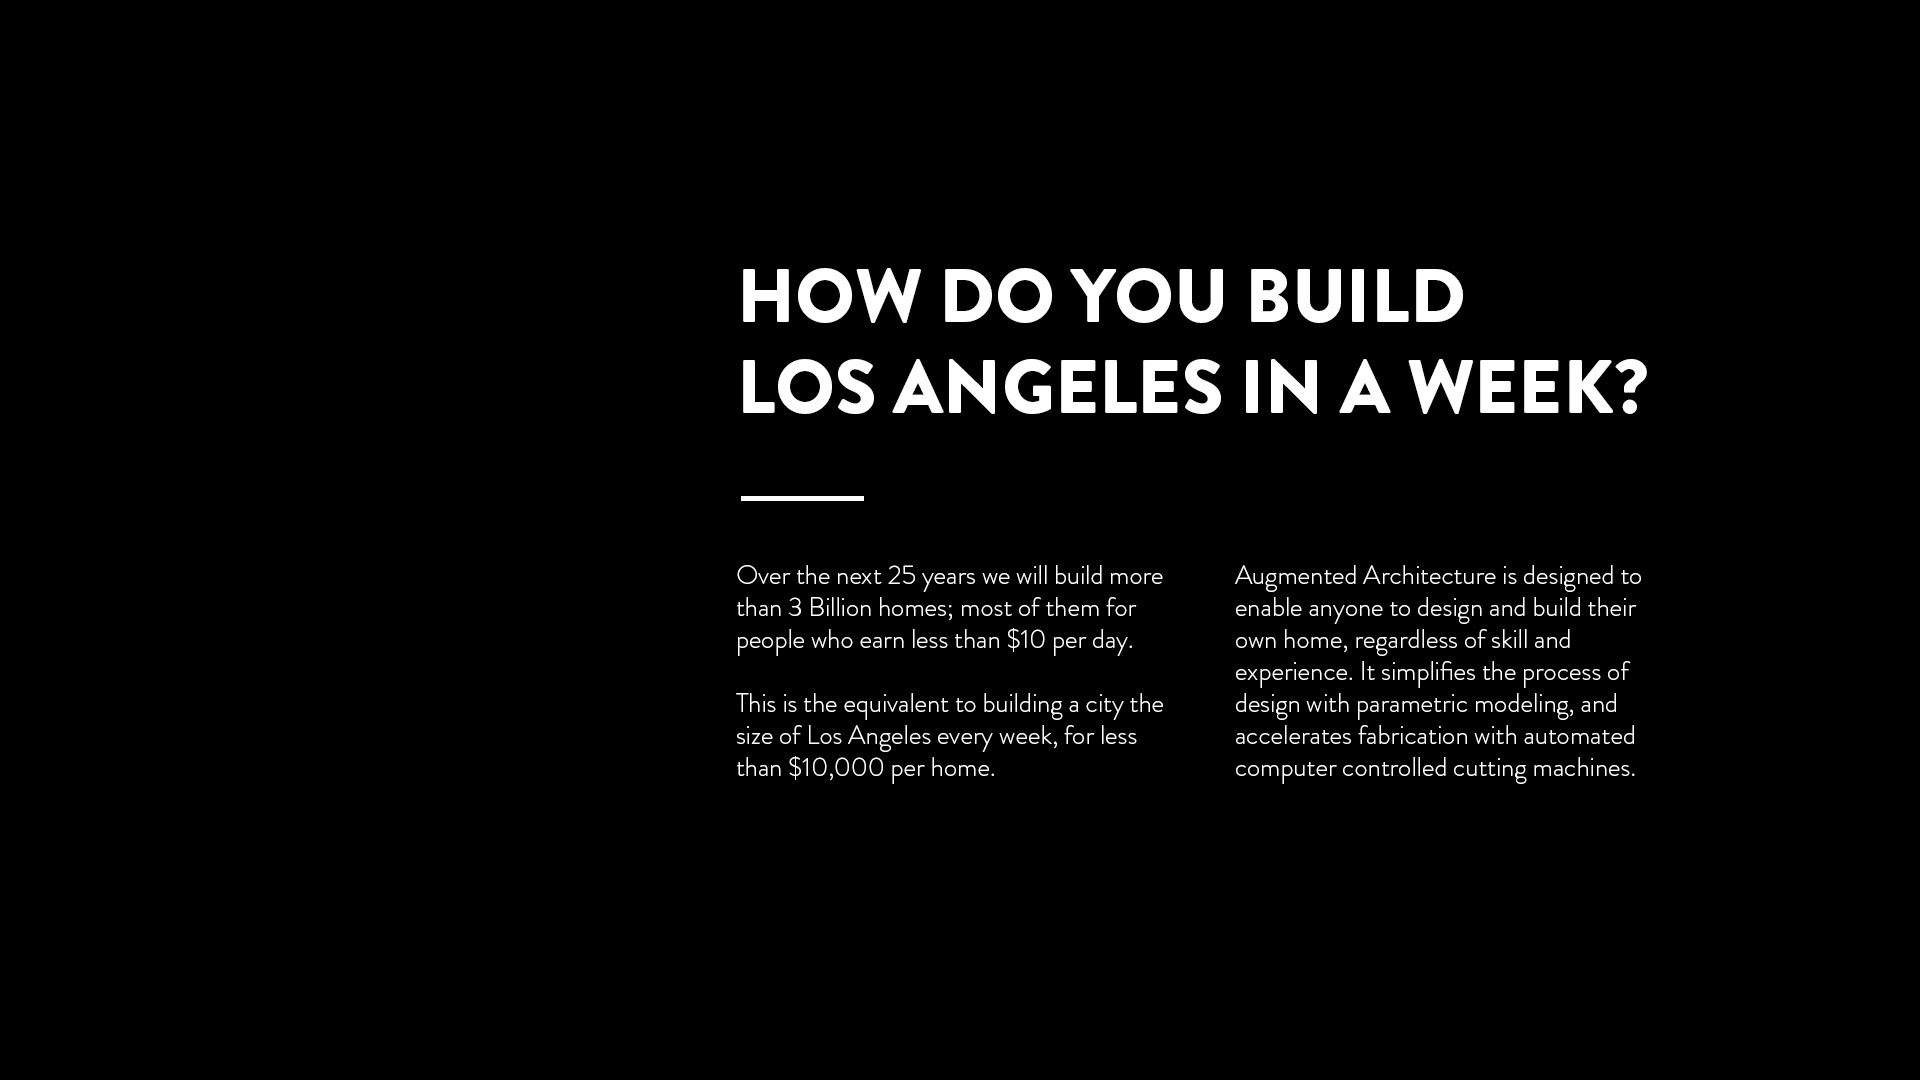 HOW DO YOU BUILD
LOS ANGELES IN A WEEK?
Over the next 25 years we will build more
than 3 Billion homes; most of them for
people who earn less than $10 per day.
This is the equivalent to building a city the
size of Los Angeles every week, for less
than $10,000 per home.
Augmented Architecture is designed to
enable anyone to design and build their
own home, regardless of skill and
experience. It simplifies the process of
design with parametric modeling, and
accelerates fabrication with automated
computer controlled cutting machines.